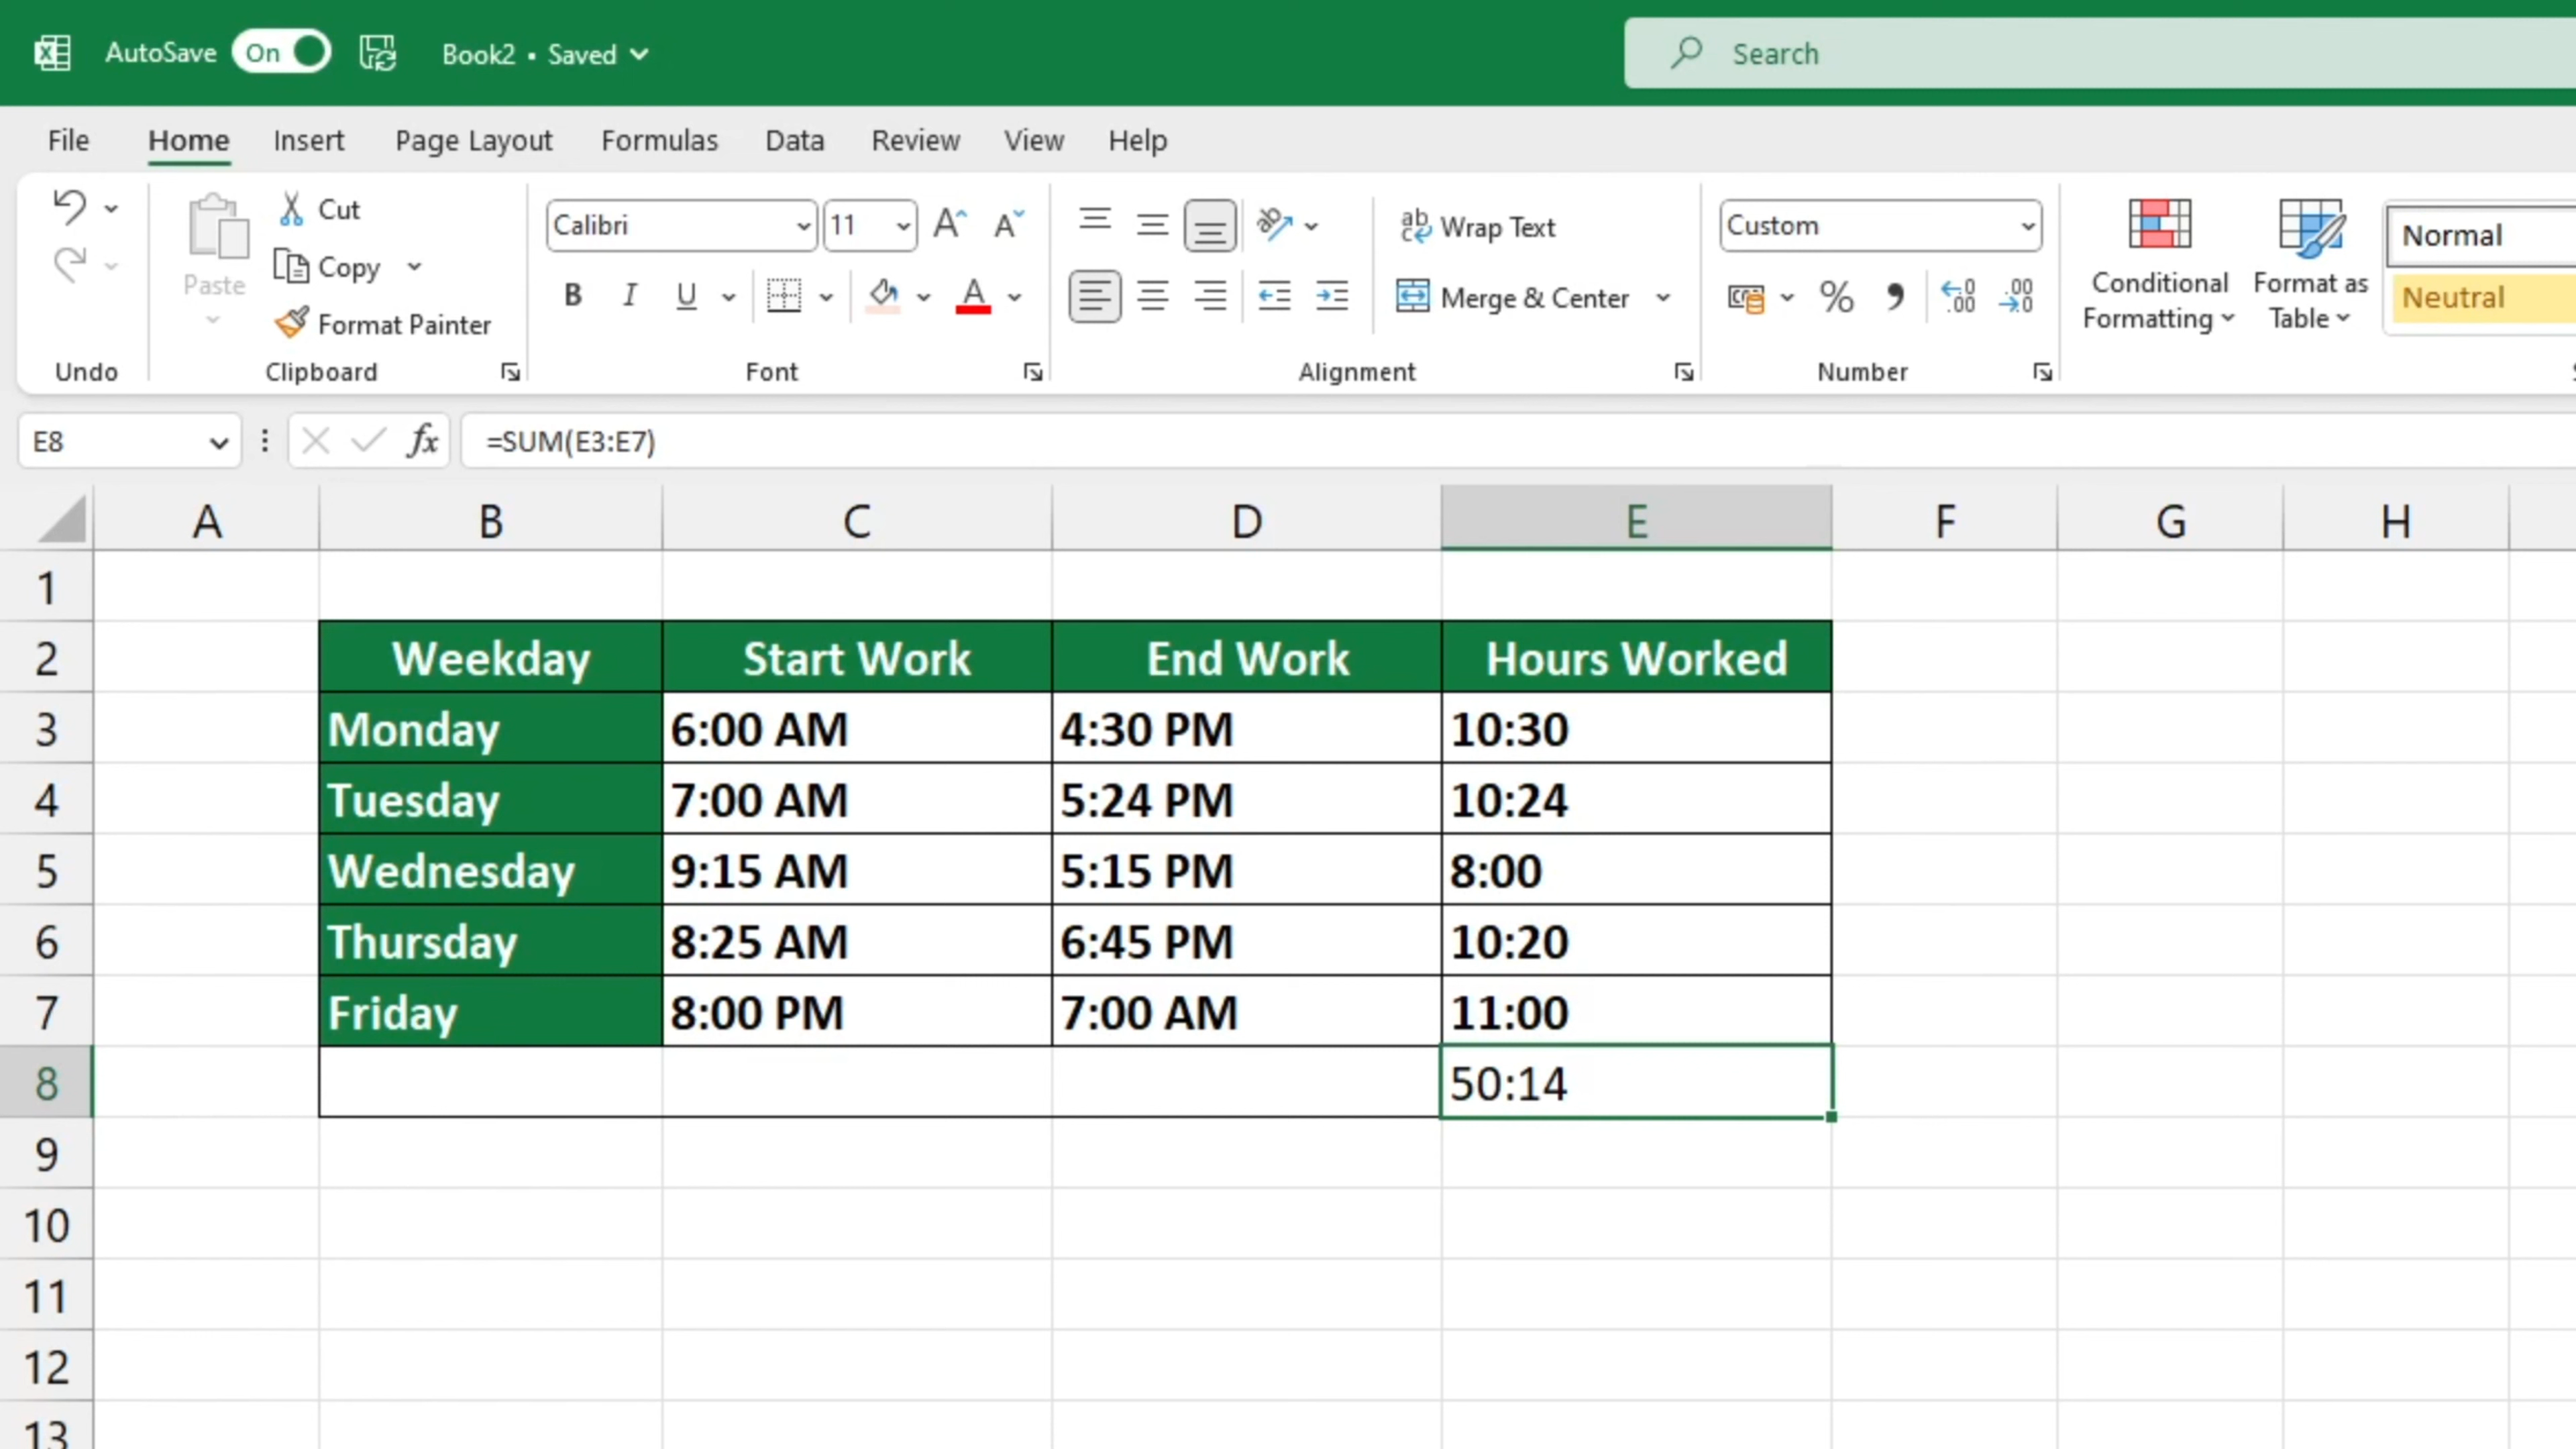 AutoSave On Book2 • Saved Search
File Home Insert Page Layout Formulas Data Review View Help
Cut
Copy
Paste
Format Painter
Undo Clipboard
Calibri 11
B I U A
Font
ab Wrap Text
Merge & Center
Alignment
Custom
% 9 .00 .00
Number
Conditional Formatting
Format as Table
Normal
Neutral
E8 fx =SUM(E3:E7)
A B C D E F G H
1
2 Weekday Start Work End Work Hours Worked
3 Monday 6:00 AM 4:30 PM 10:30
4 Tuesday 7:00 AM 5:24 PM 10:24
5 Wednesday 9:15 AM 5:15 PM 8:00
6 Thursday 8:25 AM 6:45 PM 10:20
7 Friday 8:00 PM 7:00 AM 11:00
8 50:14
9
10
11
12
13